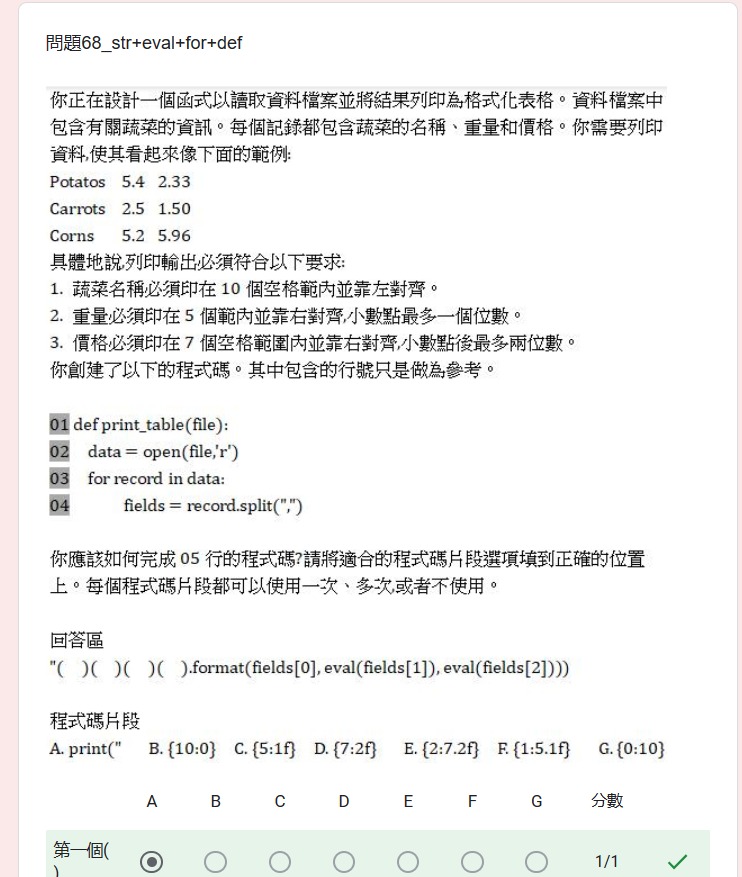 問題68_str+eval+for+def
你正在設計一個函式以讀取資料檔案並將結果列印為格式化表格。資料檔案中
包含有關蔬菜的資訊。每個記錄都包含蔬菜的名稱、重量和價格。你需要列印
資料,使其看起來像下面的範例:
Potatos 5.4 2.33
Carrots 2.5 1.50
Corns 5.2 5.96
具體地說,列印輸出必須符合以下要求:
1. 蔬菜名稱必須印在 10 個空格範內並靠左對齊。
2. 重量必須印在 5 個範內並靠右對齊,小數點最多一個位數。
3. 價格必須印在 7 個空格範圍內並靠右對齊,小數點後最多兩位數。
你創建了以下的程式碼。其中包含的行號只是做為參考。
01 def print_table(file):
02 data = open(file,'r')
03 for record in data:
04 fields = record.split(",")
你應該如何完成 05 行的程式碼?請將適合的程式碼片段選項填到正確的位置
上。每個程式碼片段都可以使用一次、多次,或者不使用。
回答區
"( )( )( )( ).format(fields[0], eval(fields[1]), eval(fields[2])))
程式碼片段
A. print(" B. {10:0} C. {5:1f} D. {7:2f} E. {2:7.2f} F. {1:5.1f} G. {0:10}
A B C D E F G 分數
第一個( 1/1
)